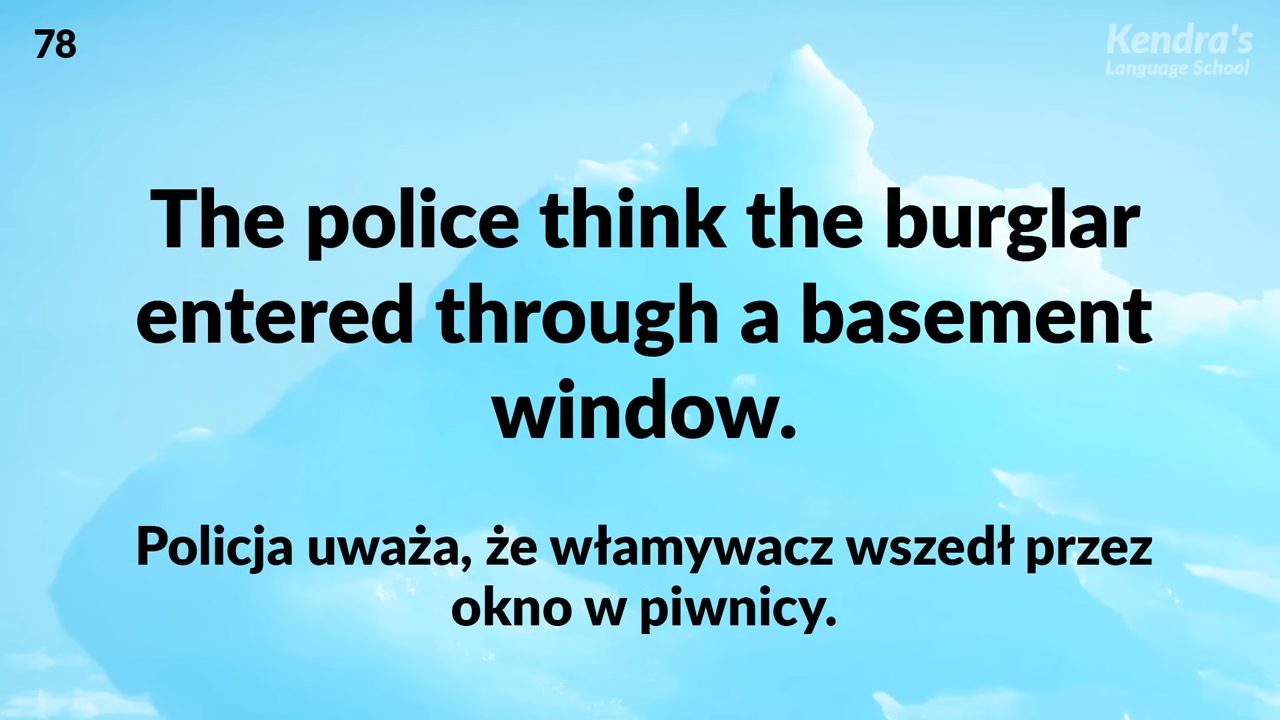 78
Kendra's
Language School
The police think the burglar
entered through a basement
window.
Policja uważa, że włamywacz wszedł przez
okno w piwnicy.